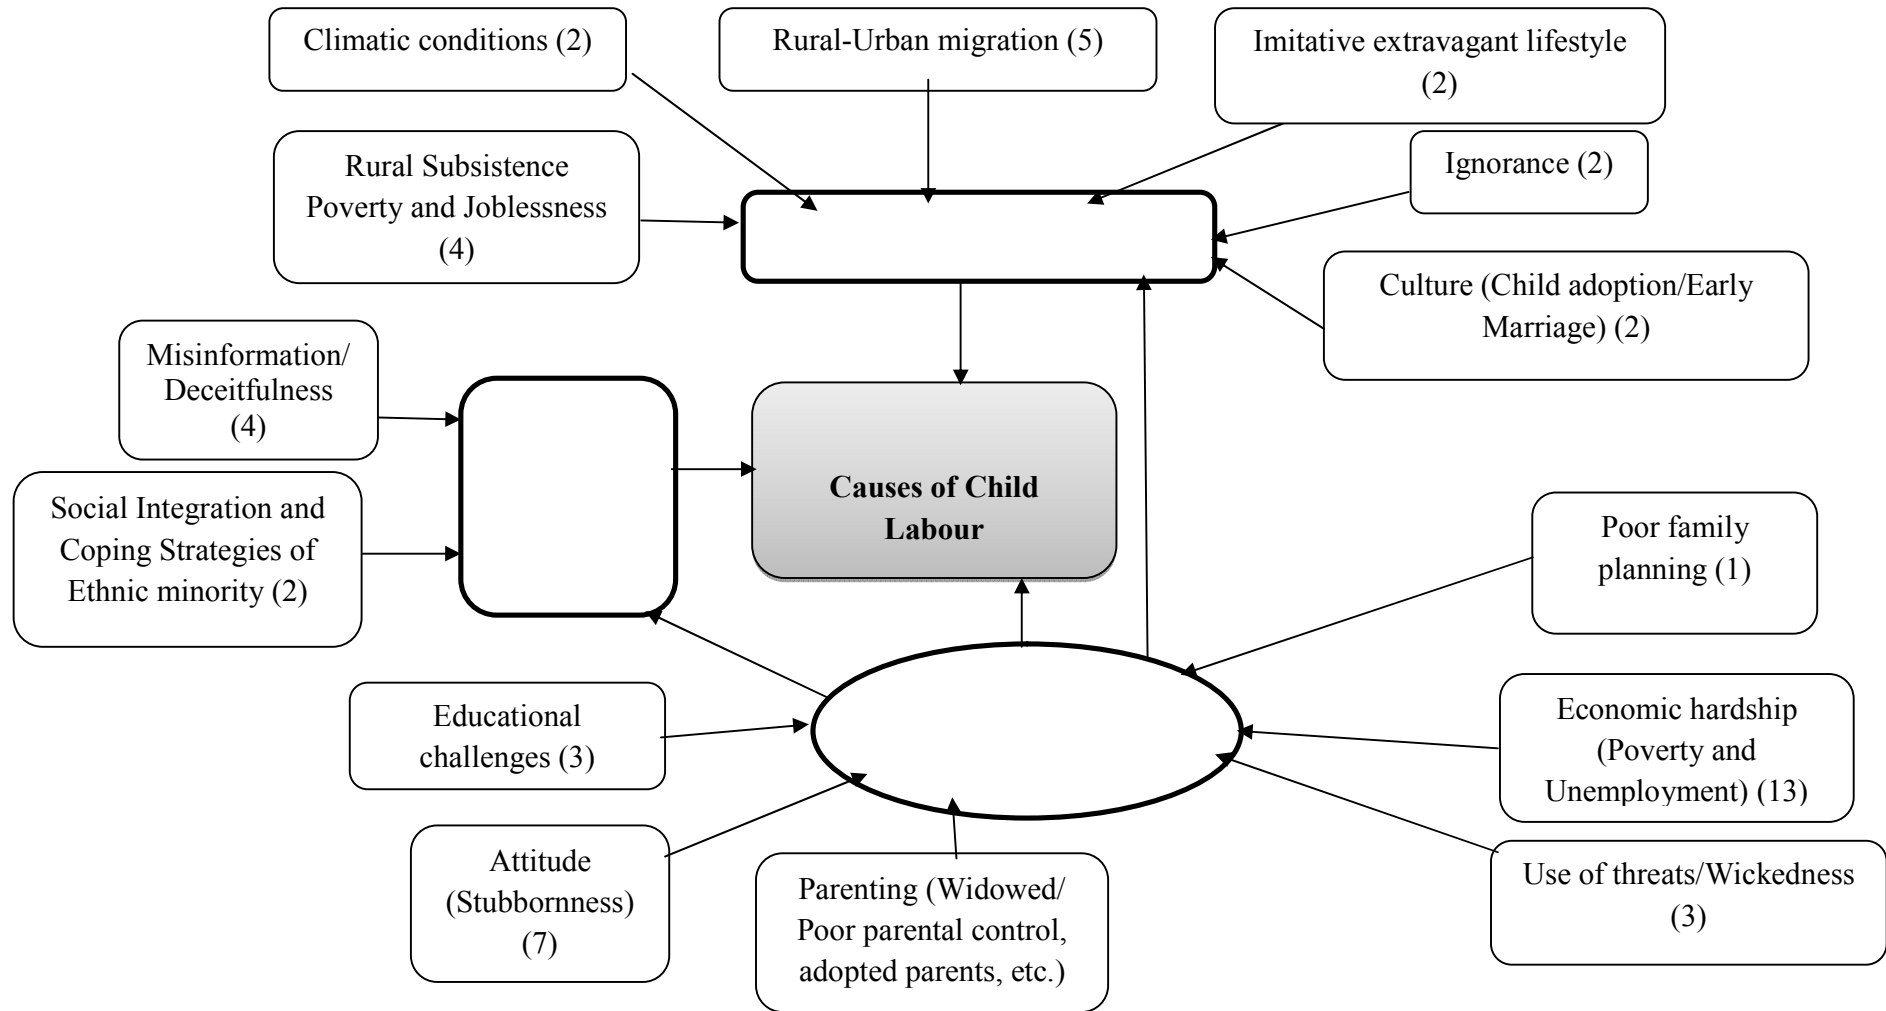 Climatic conditions (2)
Rural-Urban migration (5)
Imitative extravagant lifestyle
(2)
Rural Subsistence
Poverty and Joblessness
(4)
Ignorance (2)
Culture (Child adoption/Early
Marriage) (2)
Misinformation/
Deceitfulness
(4)
Social Integration and
Coping Strategies of
Ethnic minority (2)
Causes of Child
Labour
Poor family
planning (1)
Educational
challenges (3)
Economic hardship
(Poverty and
Unemployment) (13)
Attitude
(Stubbornness)
(7)
Parenting (Widowed/
Poor parental control,
adopted parents, etc.)
Use of threats/Wickedness
(3)